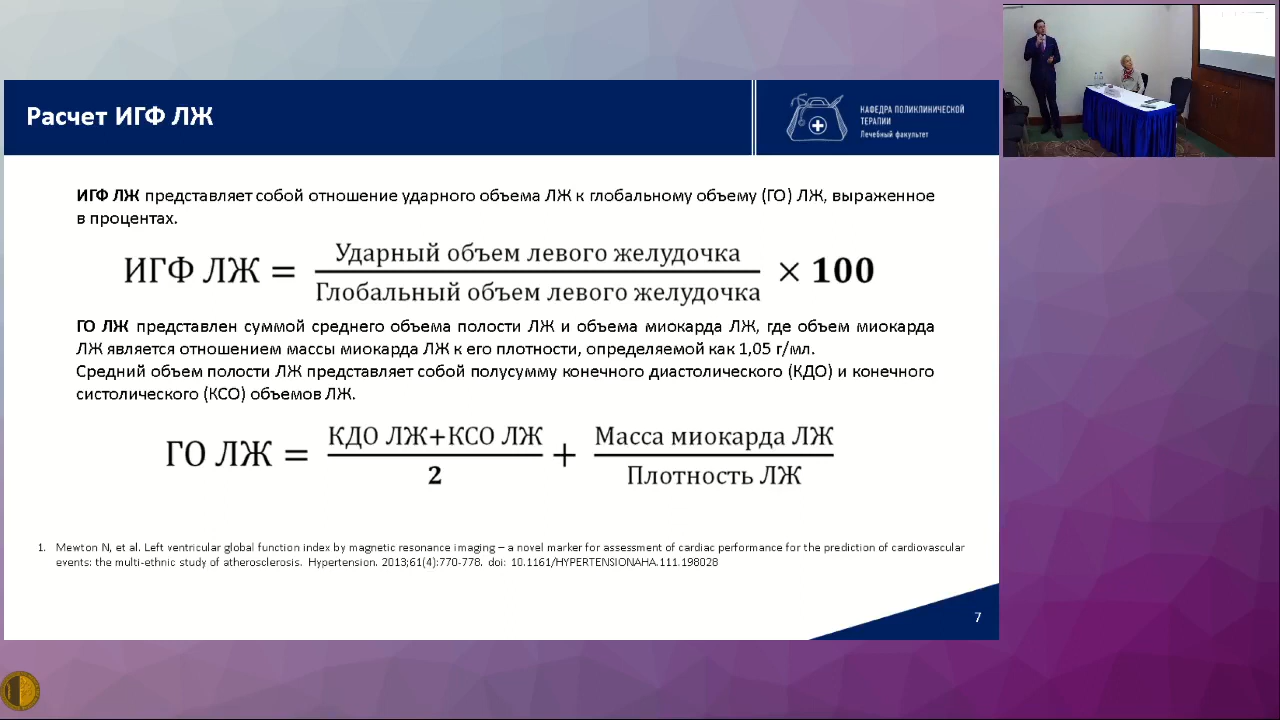 Расчет ИГФ ЛЖ
КАФЕДРА ПОЛИКЛИНИЧЕСКОЙ
ТЕРАПИИ
Лечебный факультет
ИГФ ЛЖ представляет собой отношение ударного объема ЛЖ к глобальному объему (ГО) ЛЖ, выраженное
в процентах.
ИГФ ЛЖ = Ударный объем левого желудочка / Глобальный объем левого желудочка × 100
ГО ЛЖ представлен суммой среднего объема полости ЛЖ и объема миокарда ЛЖ, где объем миокарда
ЛЖ является отношением массы миокарда ЛЖ к его плотности, определяемой как 1,05 г/мл.
Средний объем полости ЛЖ представляет собой полусумму конечного диастолического (КДО) и конечного
систолического (КСО) объемов ЛЖ.
ГО ЛЖ = КДО ЛЖ+КСО ЛЖ / 2 + Масса миокарда ЛЖ / Плотность ЛЖ
1. Mewton N, et al. Left ventricular global function index by magnetic resonance imaging – a novel marker for assessment of cardiac performance for the prediction of cardiovascular
events: the multi-ethnic study of atherosclerosis. Hypertension. 2013;61(4):770-778. doi: 10.1161/HYPERTENSIONAHA.111.198028
7